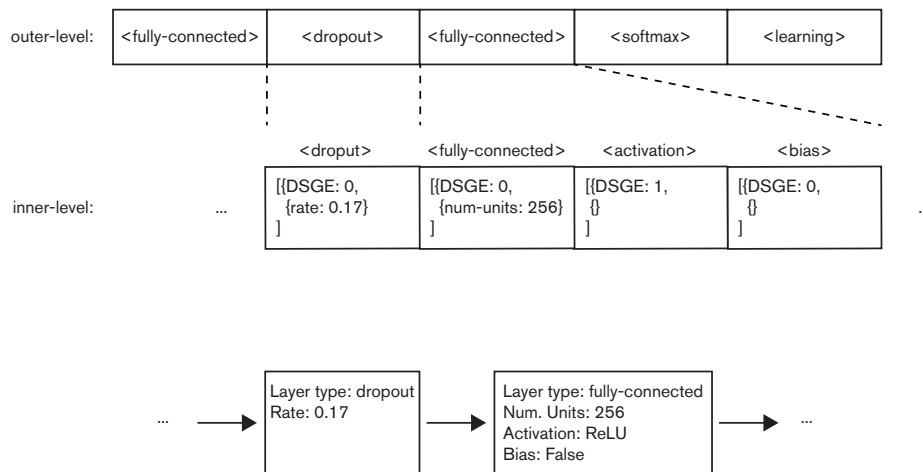 outer-level: <fully-connected> <dropout> <fully-connected> <softmax> <learning>
<droput> <fully-connected> <activation> <bias>
inner-level: ... [{DSGE: 0, {rate: 0.17} ] [{DSGE: 0, {num-units: 256} ] [{DSGE: 1, {} ] [{DSGE: 0, {} ] .
... Layer type: dropout
Rate: 0.17
Layer type: fully-connected
Num. Units: 256
Activation: ReLU
Bias: False
...